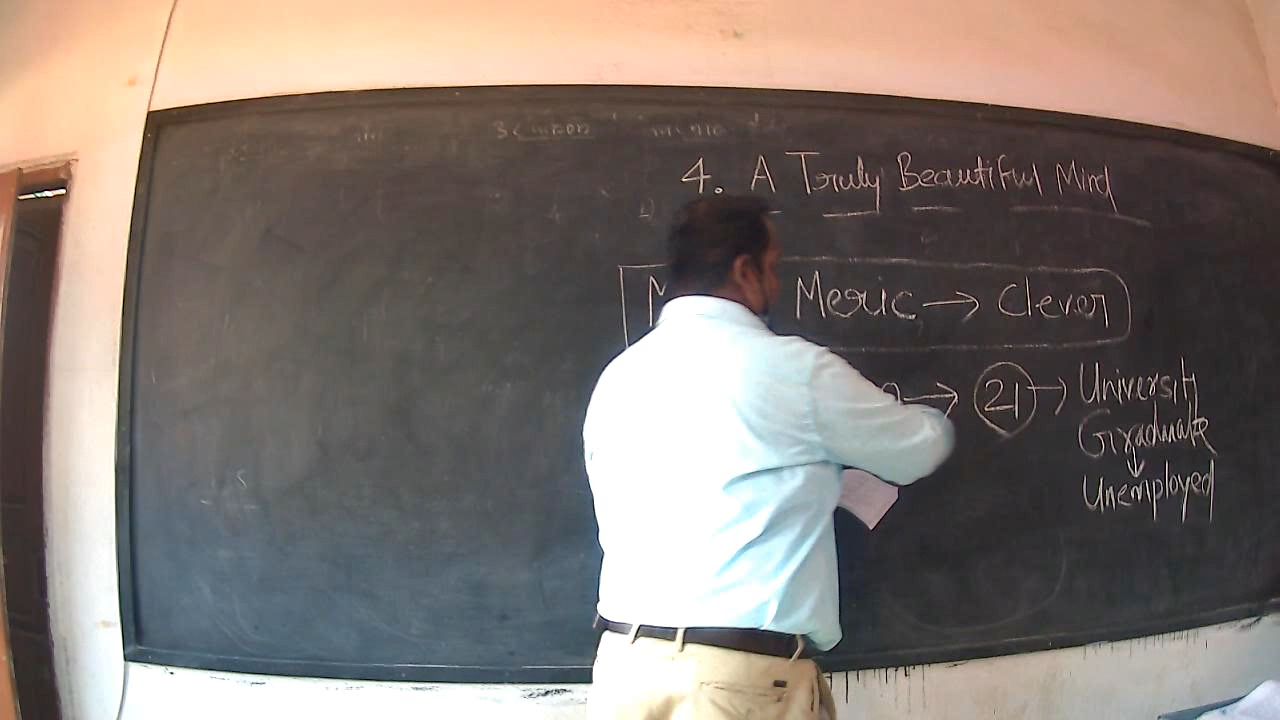 4. A Truly Beautiful Mind
Meric → Clever
→ 21 → University
Graduate
↓
Unemployed